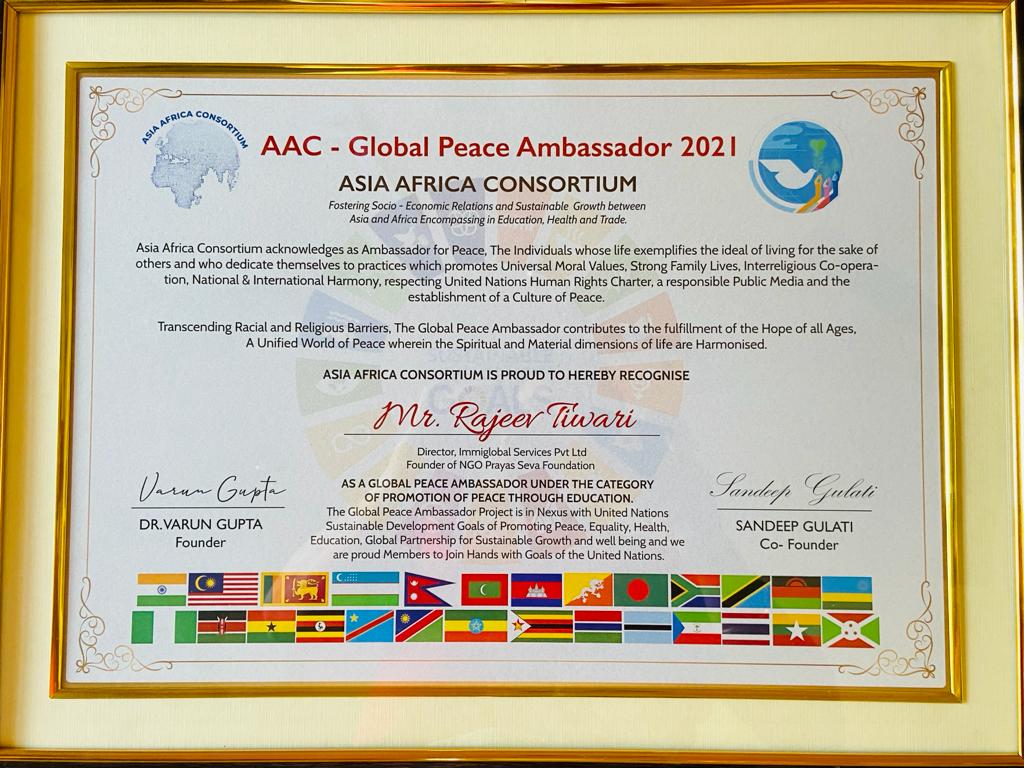 ASIA AFRICA CONSORTIUM
AAC - Global Peace Ambassador 2021
ASIA AFRICA CONSORTIUM
Fostering Socio - Economic Relations and Sustainable Growth between
Asia and Africa Encompassing in Education, Health and Trade.
Asia Africa Consortium acknowledges as Ambassador for Peace, The Individuals whose life exemplifies the ideal of living for the sake of
others and who dedicate themselves to practices which promotes Universal Moral Values, Strong Family Lives, Interreligious Co-opera-
tion, National & International Harmony, respecting United Nations Human Rights Charter, a responsible Public Media and the
establishment of a Culture of Peace.
Transcending Racial and Religious Barriers, The Global Peace Ambassador contributes to the fulfillment of the Hope of all Ages,
A Unified World of Peace wherein the Spiritual and Material dimensions of life are Harmonised.
SUSTAINABLE
GOALS
ASIA AFRICA CONSORTIUM IS PROUD TO HEREBY RECOGNISE
Mr. Rajeev Tiwari
Director, Immiglobal Services Pvt Ltd
Founder of NGO Prayas Seva Foundation
AS A GLOBAL PEACE AMBASSADOR UNDER THE CATEGORY
OF PROMOTION OF PEACE THROUGH EDUCATION.
The Global Peace Ambassador Project is in Nexus with United Nations
Sustainable Development Goals of Promoting Peace, Equality, Health,
Education, Global Partnership for Sustainable Growth and well being and we
are proud Members to Join Hands with Goals of the United Nations.
Varun Gupta
DR.VARUN GUPTA
Founder
Sandeep Gulati
SANDEEP GULATI
Co- Founder